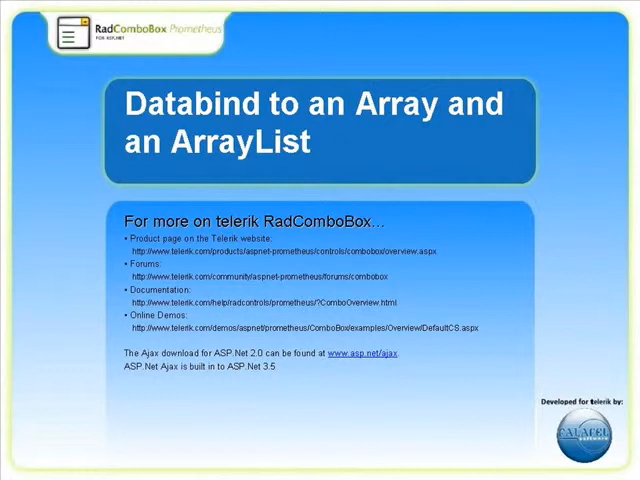 RadComboBox Prometheus
FOR ASP.NET
Databind to an Array and
an ArrayList
For more on telerik RadComboBox...
• Product page on the Telerik website:
http://www.telerik.com/products/aspnet-prometheus/controls/combobox/overview.aspx
• Forums:
http://www.telerik.com/community/aspnet-prometheus/forums/combobox
• Documentation:
http://www.telerik.com/help/radcontrols/prometheus/?ComboOverview.html
• Online Demos:
http://www.telerik.com/demos/aspnet/prometheus/ComboBox/examples/Overview/DefaultCS.aspx
The Ajax download for ASP.Net 2.0 can be found at www.asp.net/ajax.
ASP.Net Ajax is built in to ASP.Net 3.5
Developed for telerik by:
FALAFEL
software